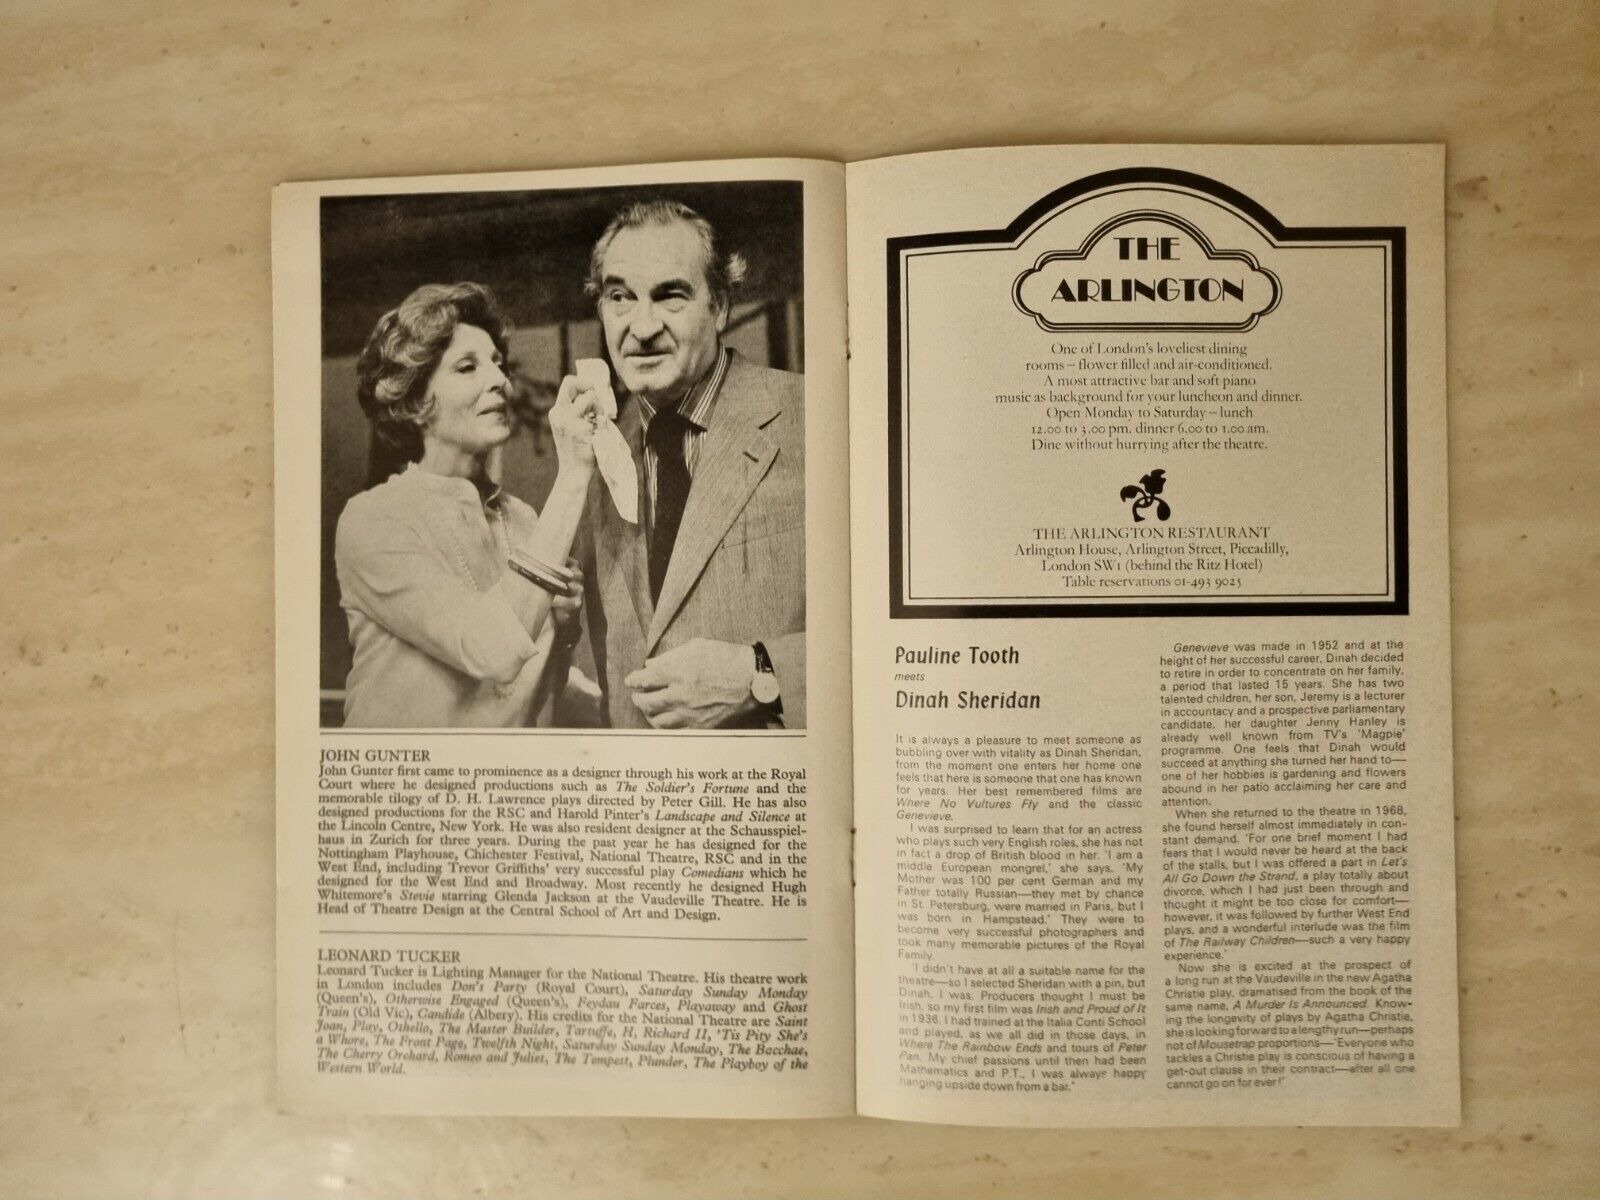 JOHN GUNTER
John Gunter first came to prominence as a designer through his work at the Royal
Court where he designed productions such as The Soldier's Fortune and the
memorable tilogy of D. H. Lawrence plays directed by Peter Gill. He has also
designed productions for the RSC and Harold Pinter's Landscape and Silence at
the Lincoln Centre, New York. He was also resident designer at the Schausspiel-
haus in Zurich for three years. During the past year he has designed for the
Nottingham Playhouse, Chichester Festival, National Theatre, RSC and in the
West End, including Trevor Griffiths' very successful play Comedians which he
designed for the West End and Broadway. Most recently he designed Hugh
Whitemore's Stevie starring Glenda Jackson at the Vaudeville Theatre. He is
Head of Theatre Design at the Central School of Art and Design.
LEONARD TUCKER
Leonard Tucker is Lighting Manager for the National Theatre. His theatre work
in London includes Don's Party (Royal Court), Saturday Sunday Monday
(Queen's), Otherwise Engaged (Queen's), Feydau Farces, Playaway and Ghost
Train (Old Vic), Candide (Albery). His credits for the National Theatre are Saint
Joan, Play, Othello, The Master Builder, Tartuffe, H, Richard II, 'Tis Pity She's
a Whore, The Front Page, Twelfth Night, Saturday Sunday Monday, The Bacchae,
The Cherry Orchard, Romeo and Juliet, The Tempest, Plunder, The Playboy of the
Western World.
THE
ARLINGTON
One of London's loveliest dining
rooms – flower filled and air-conditioned.
A most attractive bar and soft piano
music as background for your luncheon and dinner.
Open Monday to Saturday – lunch
12.00 to 3.00 pm. dinner 6.00 to 1.00 am.
Dine without hurrying after the theatre.
THE ARLINGTON RESTAURANT
Arlington House, Arlington Street, Piccadilly,
London SW1 (behind the Ritz Hotel)
Table reservations 01-493 9025
Pauline Tooth
meets
Dinah Sheridan
It is always a pleasure to meet someone as
bubbling over with vitality as Dinah Sheridan,
from the moment one enters her home one
feels that here is someone that one has known
for years. Her best remembered films are
Where No Vultures Fly and the classic
Genevieve.
I was surprised to learn that for an actress
who plays such very English roles, she has not
in fact a drop of British blood in her. 'I am a
middle European mongrel,' she says. 'My
Mother was 100 per cent German and my
Father totally Russian—they met by chance
in St. Petersburg, were married in Paris, but I
was born in Hampstead.' They were to
become very successful photographers and
took many memorable pictures of the Royal
Family.
'I didn't have at all a suitable name for the
theatre—so I selected Sheridan with a pin, but
Dinah, I was. Producers thought I must be
Irish, so my first film was Irish and Proud of It
in 1936. I had trained at the Italia Conti School
and played, as we all did in those days, in
Where The Rainbow Ends and tours of Peter
Pan. My chief passions until then had been
Mathematics and P.T., I was always happy
hanging upside down from a bar.'
Genevieve was made in 1952 and at the
height of her successful career, Dinah decided
to retire in order to concentrate on her family,
a period that lasted 15 years. She has two
talented children, her son, Jeremy is a lecturer
in accountancy and a prospective parliamentary
candidate, her daughter Jenny Hanley is
already well known from TV's 'Magpie'
programme. One feels that Dinah would
succeed at anything she turned her hand to—
one of her hobbies is gardening and flowers
abound in her patio acclaiming her care and
attention.
When she returned to the theatre in 1968,
she found herself almost immediately in con-
stant demand. 'For one brief moment I had
fears that I would never be heard at the back
of the stalls, but I was offered a part in Let's
All Go Down the Strand, a play totally about
divorce, which I had just been through and
thought it might be too close for comfort—
however, it was followed by further West End
plays, and a wonderful interlude was the film
of The Railway Children—such a very happy
experience.'
Now she is excited at the prospect of
a long run at the Vaudeville in the new Agatha
Christie play, dramatised from the book of the
same name, A Murder Is Announced. Know-
ing the longevity of plays by Agatha Christie,
she is looking forward to a lengthy run—perhaps
not of Mousetrap proportions—'Everyone who
tackles a Christie play is conscious of having a
get-out clause in their contract—after all one
cannot go on for ever!'